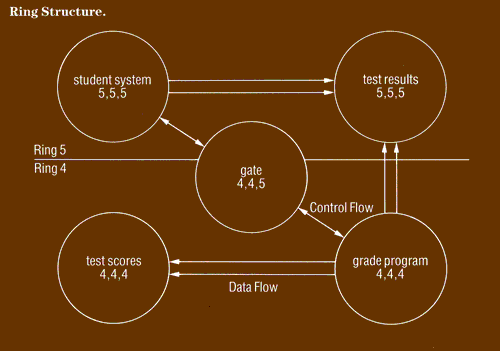 Ring Structure.
student system
5,5,5
test results
5,5,5
Ring 5
Ring 4
gate
4,4,5
Control Flow
test scores
4,4,4
grade program
4,4,4
Data Flow